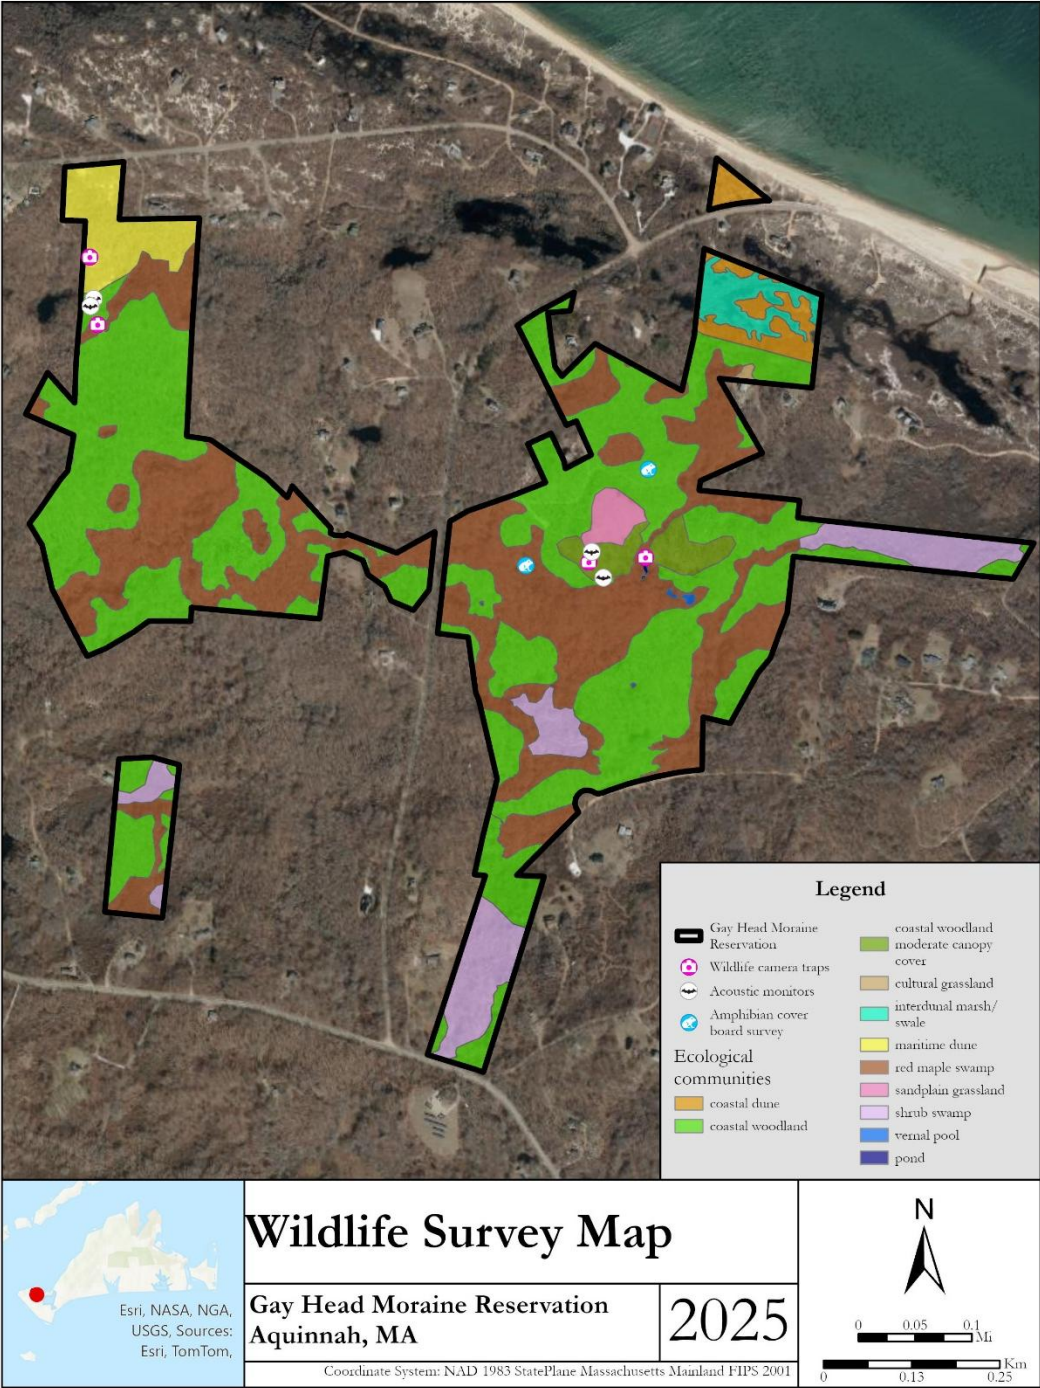 Legend
Gay Head Moraine
Reservation
Wildlife camera traps
Acoustic monitors
Amphibian cover
board survey
Ecological
communities
coastal dune
coastal woodland
coastal woodland
moderate canopy
cover
cultural grassland
interdunal marsh/
swale
maritime dune
red maple swamp
sandplain grassland
shrub swamp
vernal pool
pond
Esri, NASA, NGA,
USGS, Sources:
Esri, TomTom,
Wildlife Survey Map
Gay Head Moraine Reservation
Aquinnah, MA
2025
Coordinate System: NAD 1983 StatePlane Massachusetts Mainland FIPS 2001
N
0 0.05 0.1
Mi
Km
0 0.13 0.25